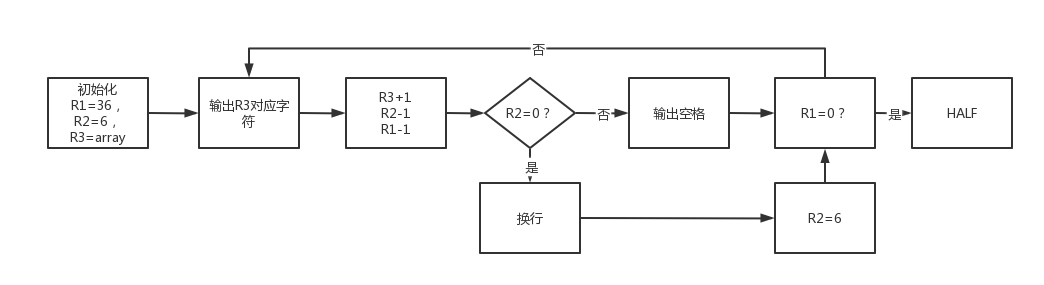 否
初始化
R1=36，
R2=6，
R3=array
输出R3对应字
符
R3+1
R2-1
R1-1
R2=0？
否
输出空格
R1=0？
是
HALF
是
换行
R2=6